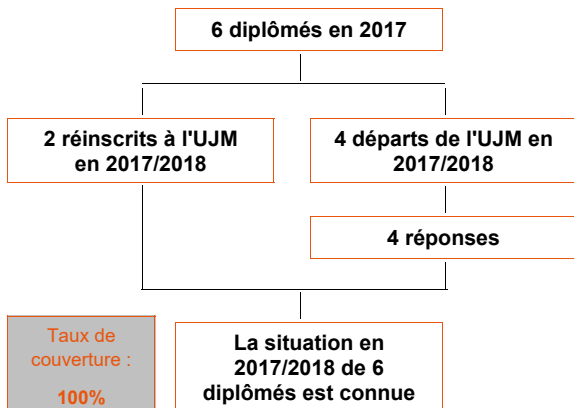 6 diplômés en 2017
2 réinscrits à l'UJM
en 2017/2018
4 départs de l'UJM en
2017/2018
4 réponses
Taux de
couverture :
100%
La situation en
2017/2018 de 6
diplômés est connue